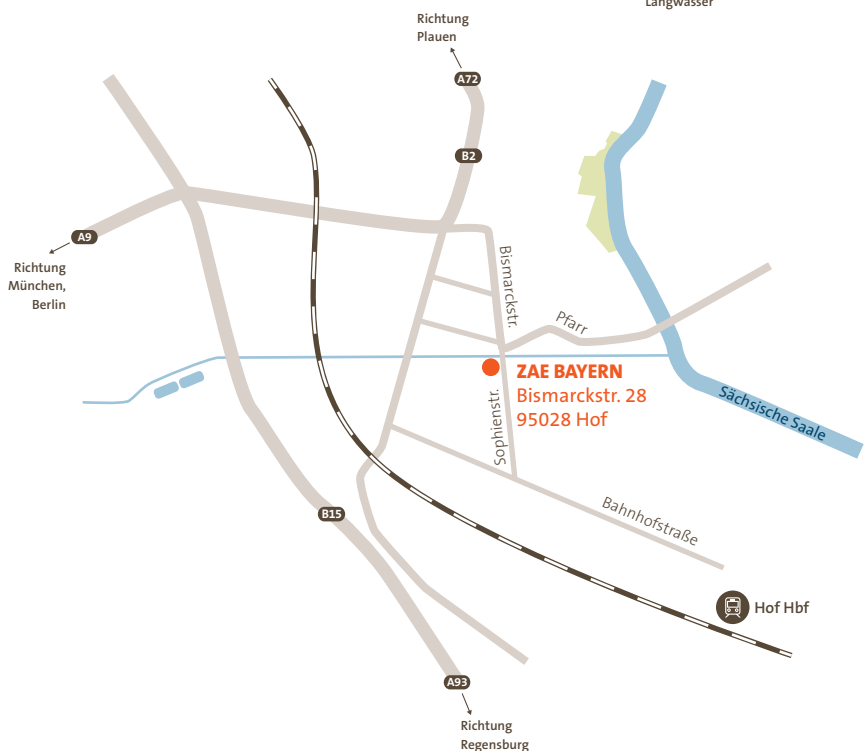 Langwasser
Richtung
Plauen
A72
B2
A9
Richtung
München,
Berlin
Bismarckstr.
Pfarr
ZAE BAYERN
Bismarckstr. 28
95028 Hof
Sophienstr.
Sächsische Saale
Bahnhofstraße
B15
Hof Hbf
A93
Richtung
Regensburg